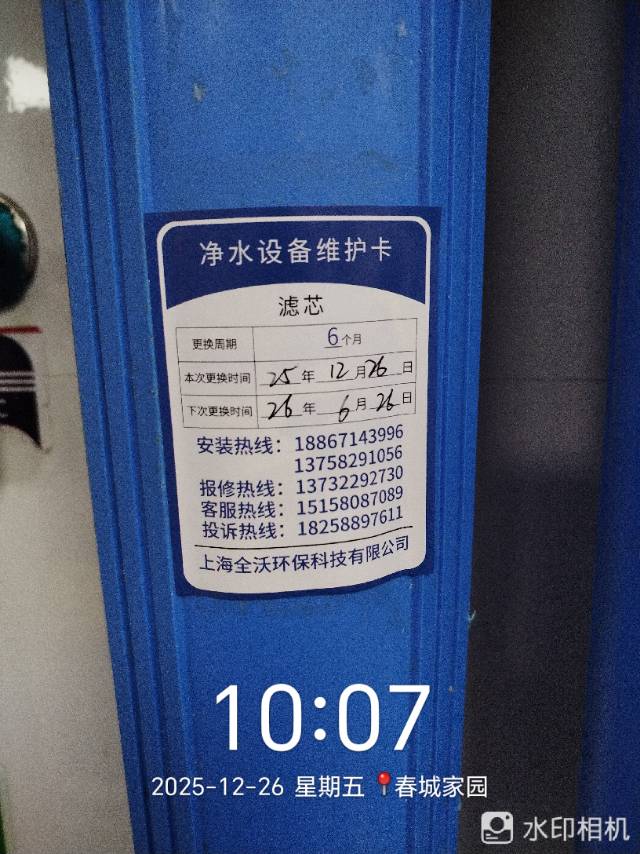 净水设备维护卡
滤芯
更换周期 6个月
本次更换时间 25年12月26日
下次更换时间 26年6月26日
安装热线：18867143996
13758291056
报修热线：13732292730
客服热线：15158087089
投诉热线：18258897611
上海全沃环保科技有限公司
10:07
2025-12-26 星期五 📍春城家园
水印相机